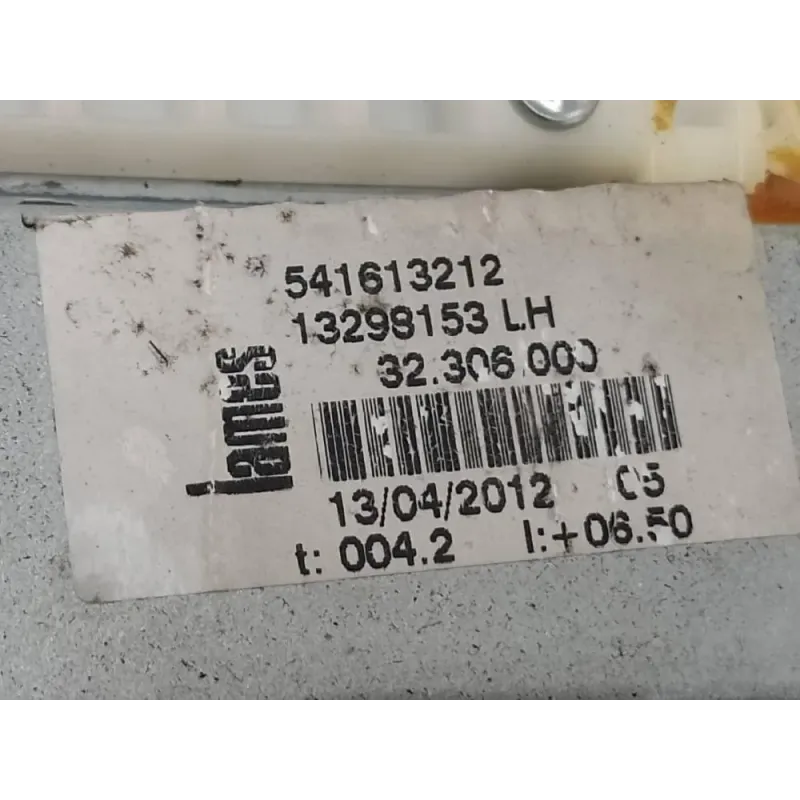 541613212
13298153 LH
32.306.000
lames
13/04/2012 05
t: 004.2 l:+06.50